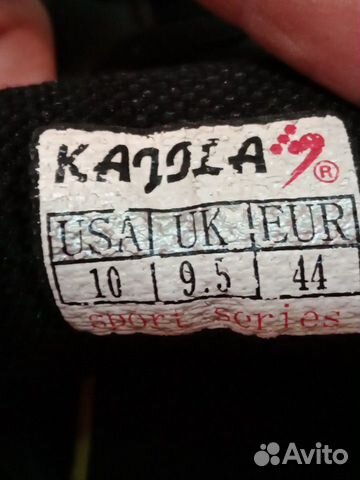 KAJILA ®
USA UK EUR
10 9.5 44
sport series
Avito